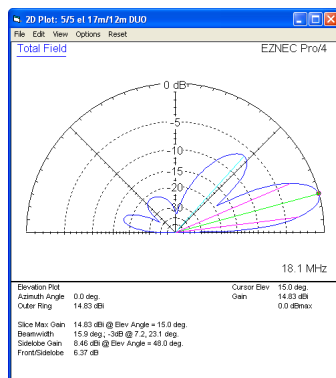 2D Plot: 5/5 el 17m/12m DUO
File Edit View Options Reset
Total Field
EZNEC Pro/4
0 dB
-5
-10
-15
-20
-30
18.1 MHz
Elevation Plot
Azimuth Angle 0.0 deg.
Outer Ring 14.83 dBi
Cursor Elev 15.0 deg.
Gain 14.83 dBi
0.0 dBmax
Slice Max Gain 14.83 dBi @ Elev Angle = 15.0 deg.
Beamwidth 15.9 deg.; -3dB @ 7.2, 23.1 deg.
Sidelobe Gain 8.46 dBi @ Elev Angle = 48.0 deg.
Front/Sidelobe 6.37 dB